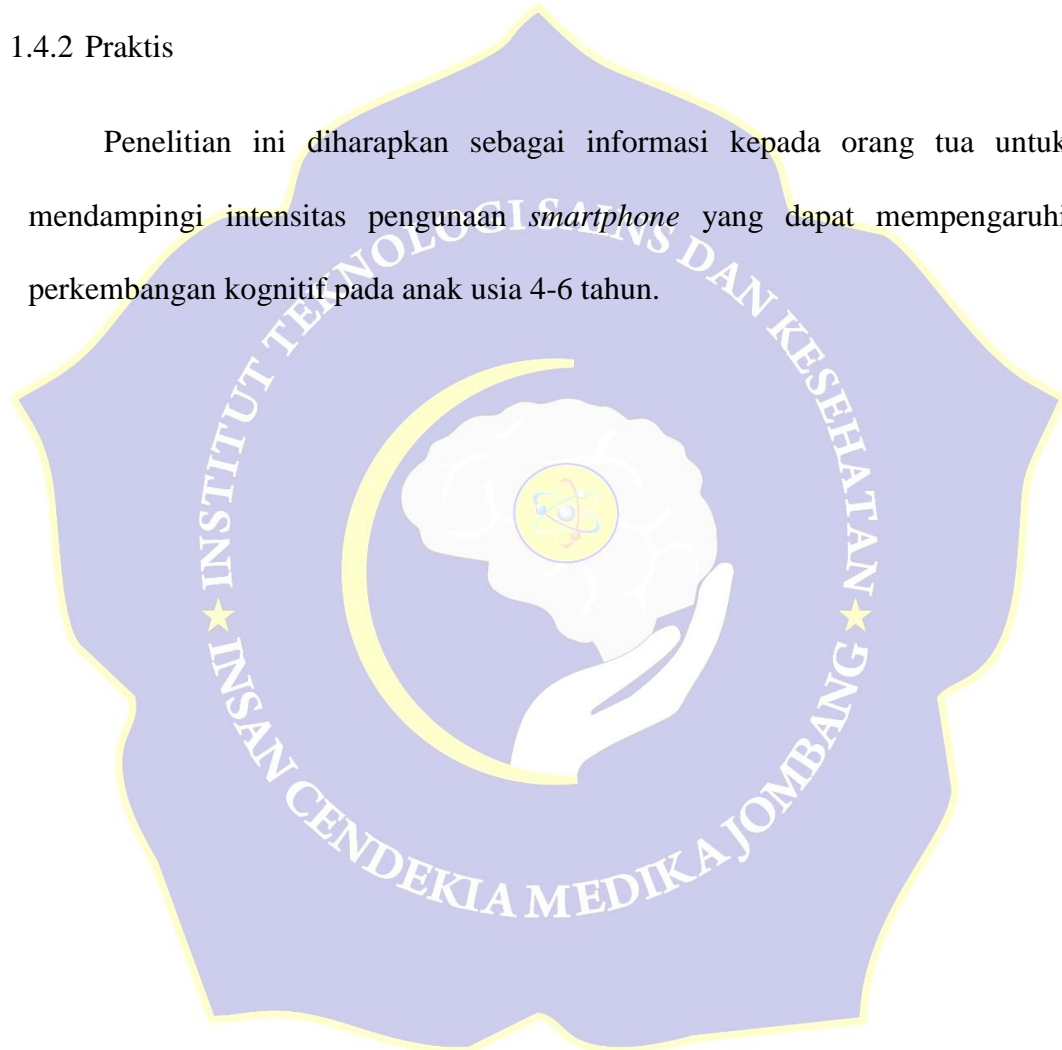 1.4.2 Praktis
Penelitian ini diharapkan sebagai informasi kepada orang tua untuk
mendampingi intensitas pengunaan smartphone yang dapat mempengaruhi
perkembangan kognitif pada anak usia 4-6 tahun.
INSTITUT TEKNOLOGI SAINS DAN KESEHATAN
INSAN CENDEKIA MEDIKA JOMBANG